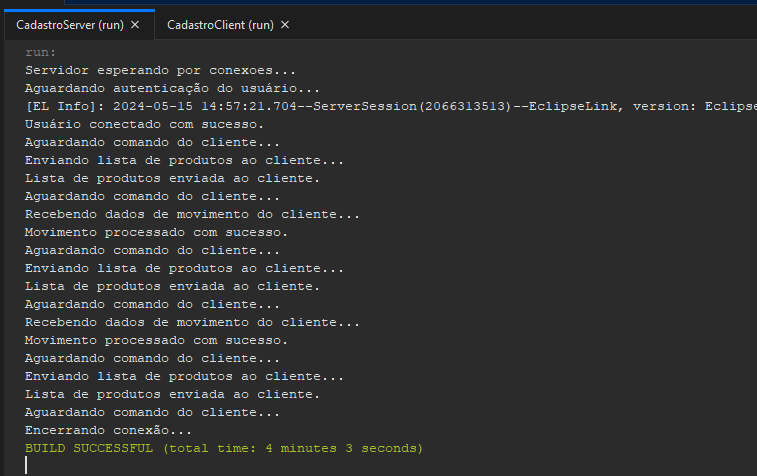 CadastroServer (run) × CadastroClient (run) ×
run:
Servidor esperando por conexoes...
Aguardando autenticação do usuário...
[EL Info]: 2024-05-15 14:57:21.704--ServerSession(2066313513)--EclipseLink, version: Eclipse
Usuário conectado com sucesso.
Aguardando comando do cliente...
Enviando lista de produtos ao cliente...
Lista de produtos enviada ao cliente.
Aguardando comando do cliente...
Recebendo dados de movimento do cliente...
Movimento processado com sucesso.
Aguardando comando do cliente...
Enviando lista de produtos ao cliente...
Lista de produtos enviada ao cliente.
Aguardando comando do cliente...
Recebendo dados de movimento do cliente...
Movimento processado com sucesso.
Aguardando comando do cliente...
Enviando lista de produtos ao cliente...
Lista de produtos enviada ao cliente.
Aguardando comando do cliente...
Encerrando conexão...
BUILD SUCCESSFUL (total time: 4 minutes 3 seconds)